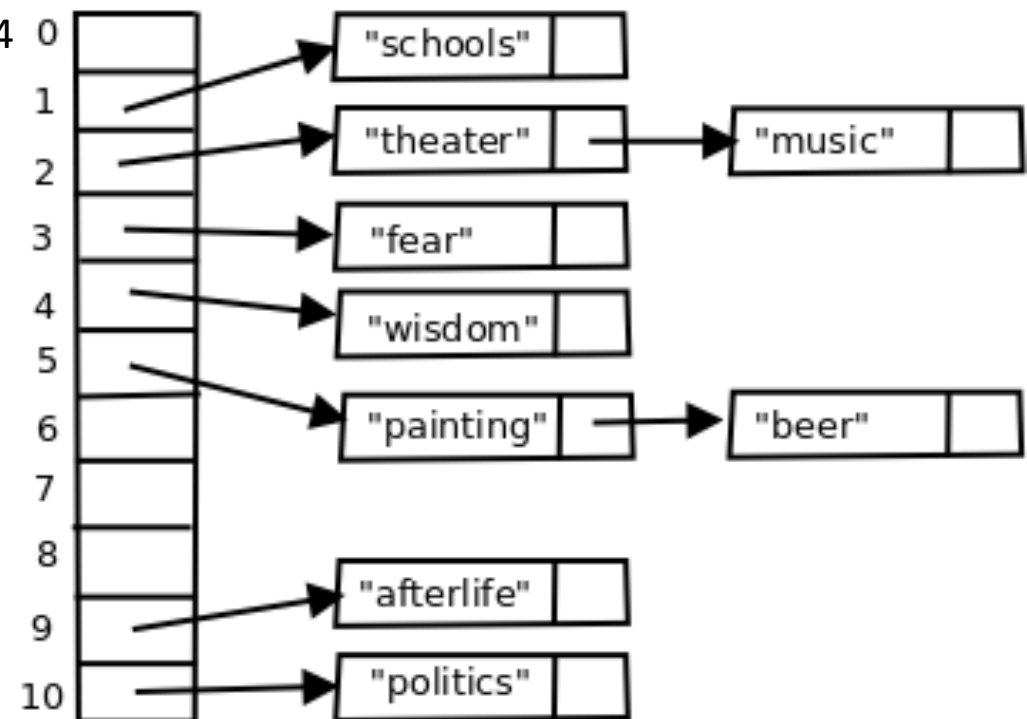 4 0 "schools"
1
2 "theater" "music"
3 "fear"
4 "wisdom"
5
6 "painting" "beer"
7
8
9 "afterlife"
10 "politics"